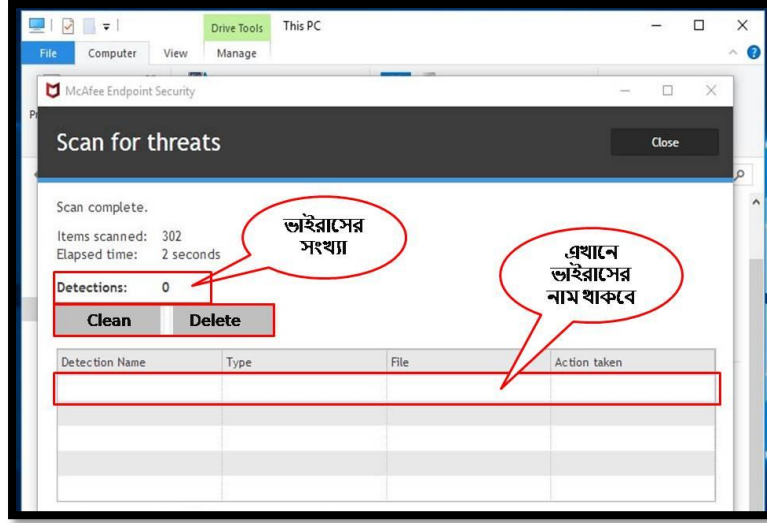 Drive Tools This PC
File Computer View Manage
McAfee Endpoint Security
Scan for threats
Close
Scan complete.
Items scanned: 302
Elapsed time: 2 seconds
Detections: 0
ভাইরাসের
সংখ্যা
এখানে
ভাইরাসের
নাম থাকবে
Clean Delete
Detection Name Type File Action taken